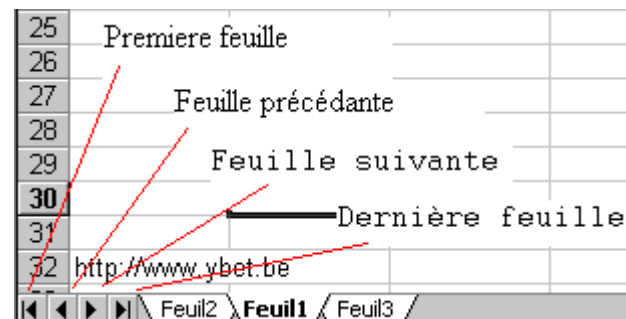 25
Premiere feuille
26
27
Feuille précédante
28
29
Feuille suivante
30
Dernière feuille
31
32 http://www.ybet.be
Feuil2 Feuil1 Feuil3